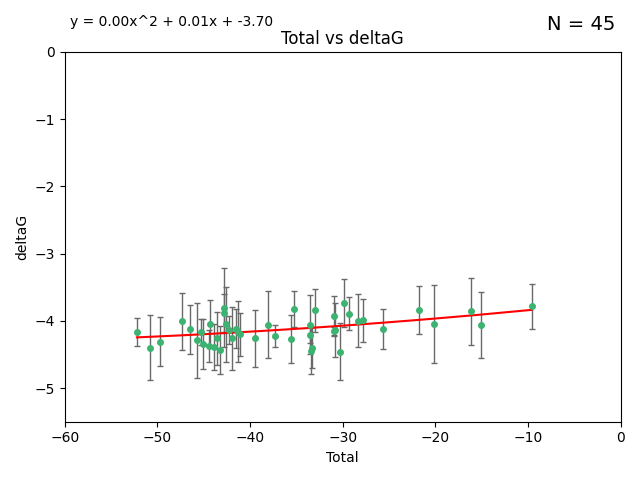 y = 0.00x^2 + 0.01x + -3.70
N = 45
Total vs deltaG
0
−1
−2
−3
−4
−5
deltaG
−60 −50 −40 −30 −20 −10 0
Total